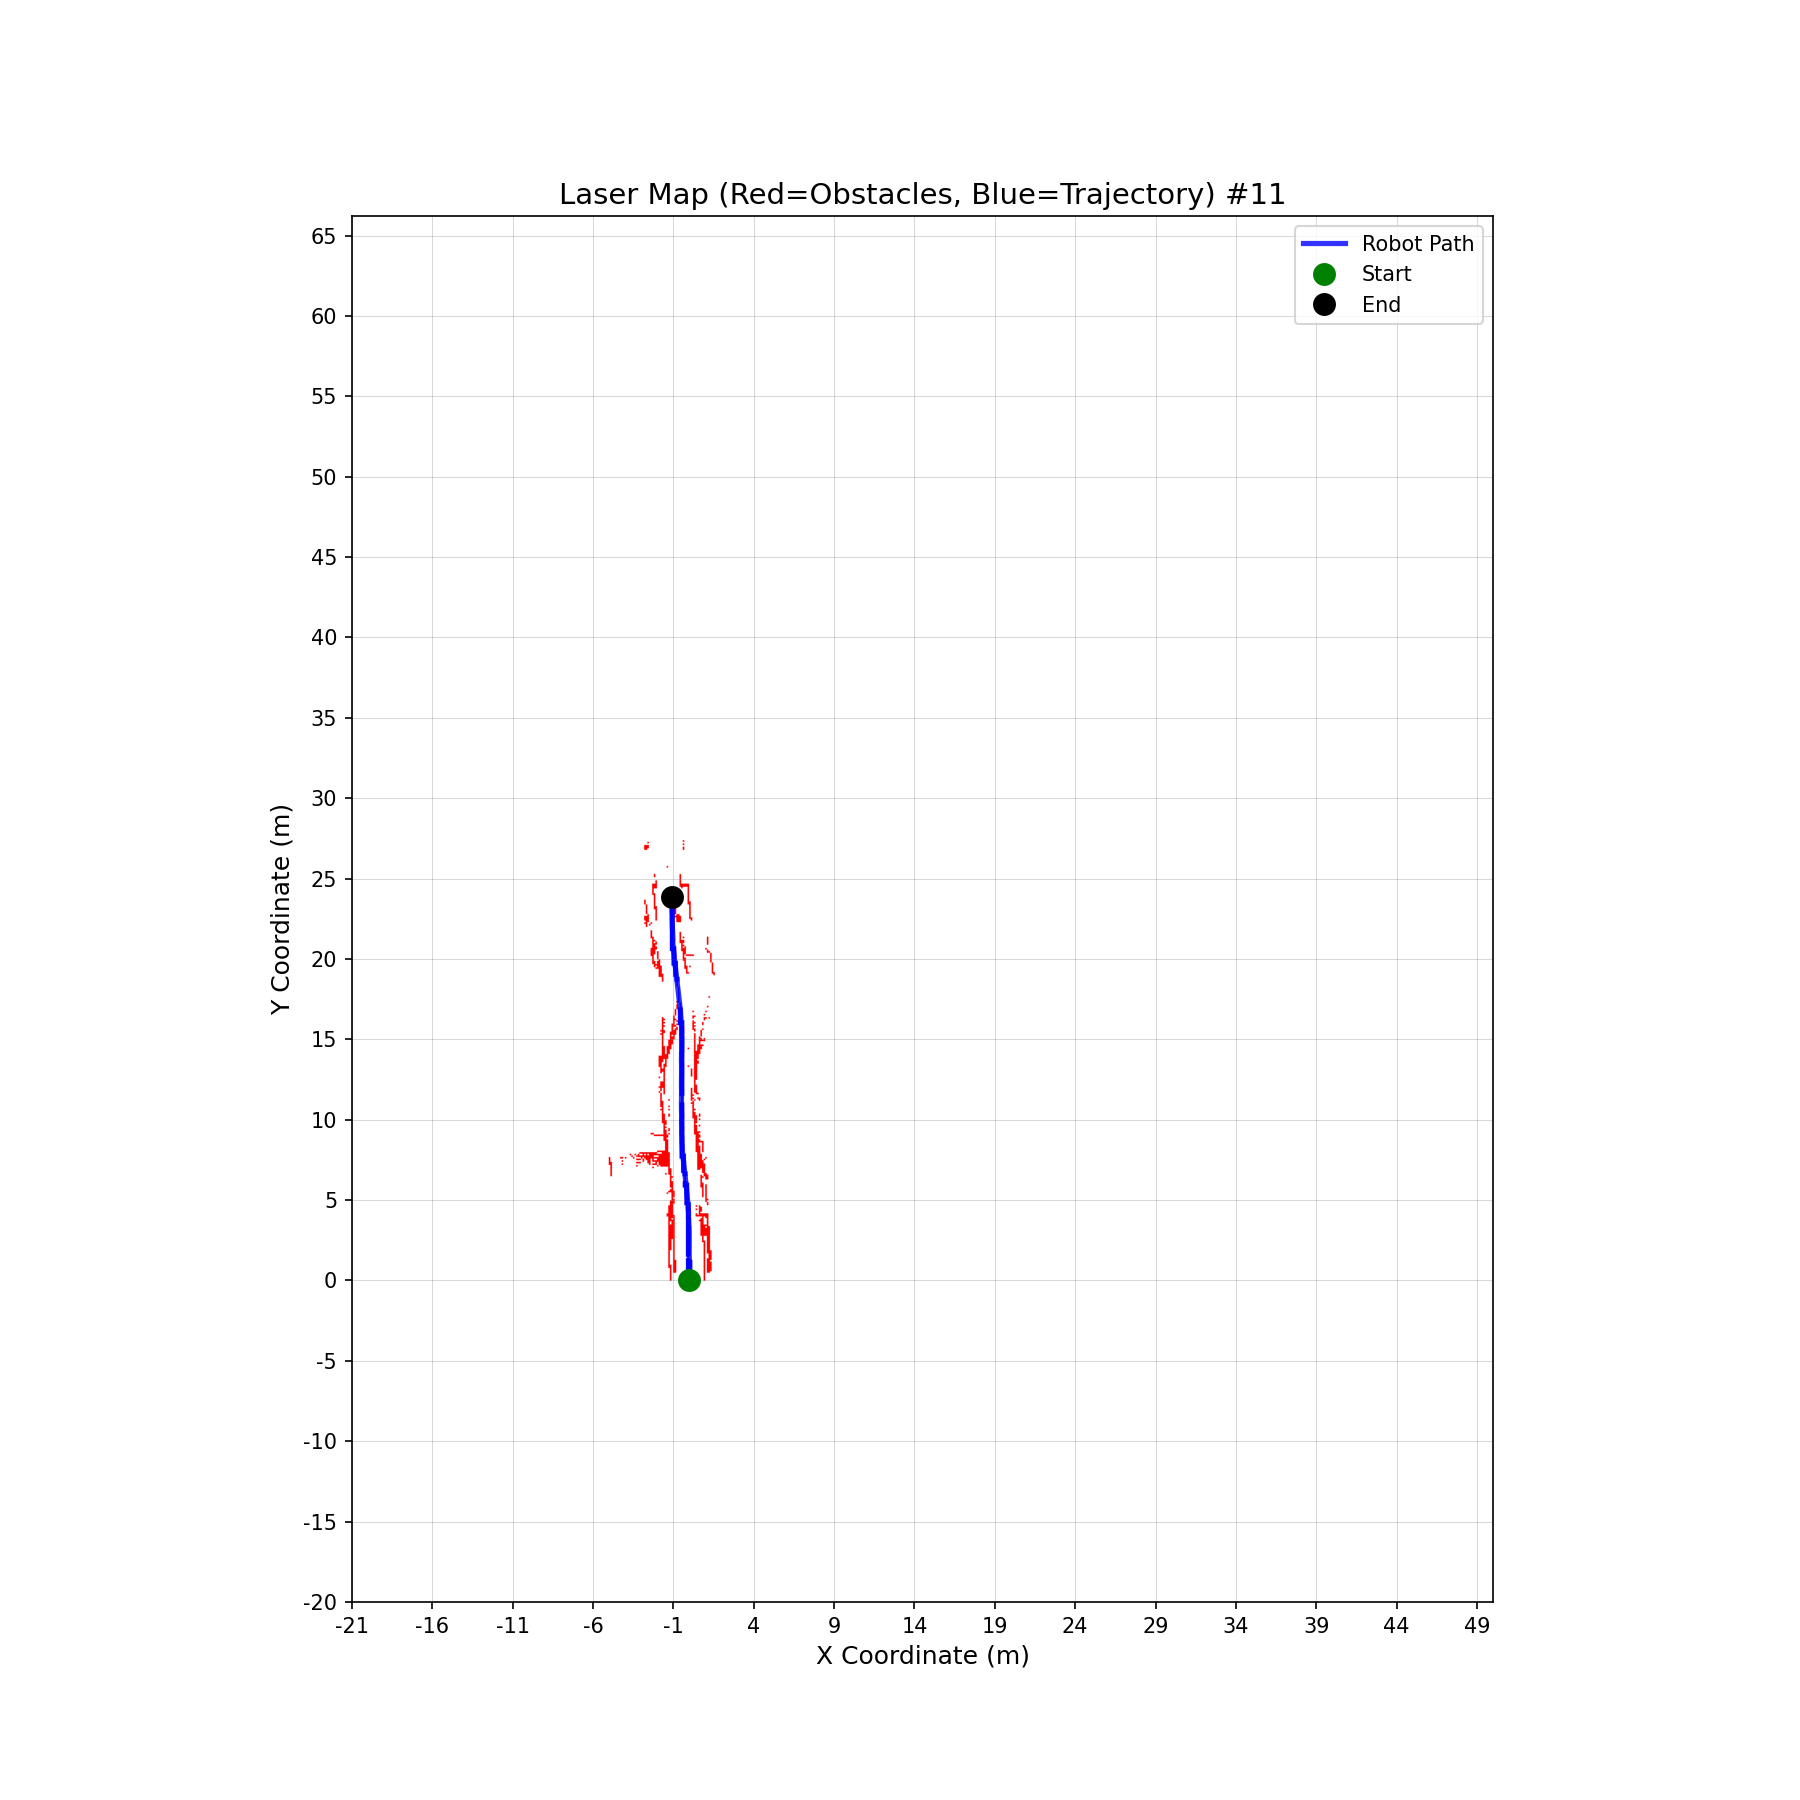 Laser Map (Red=Obstacles, Blue=Trajectory) #11
Robot Path
Start
End
65
60
55
50
45
40
35
30
25
20
15
10
5
0
-5
-10
-15
-20
Y Coordinate (m)
-21 -16 -11 -6 -1 4 9 14 19 24 29 34 39 44 49
X Coordinate (m)